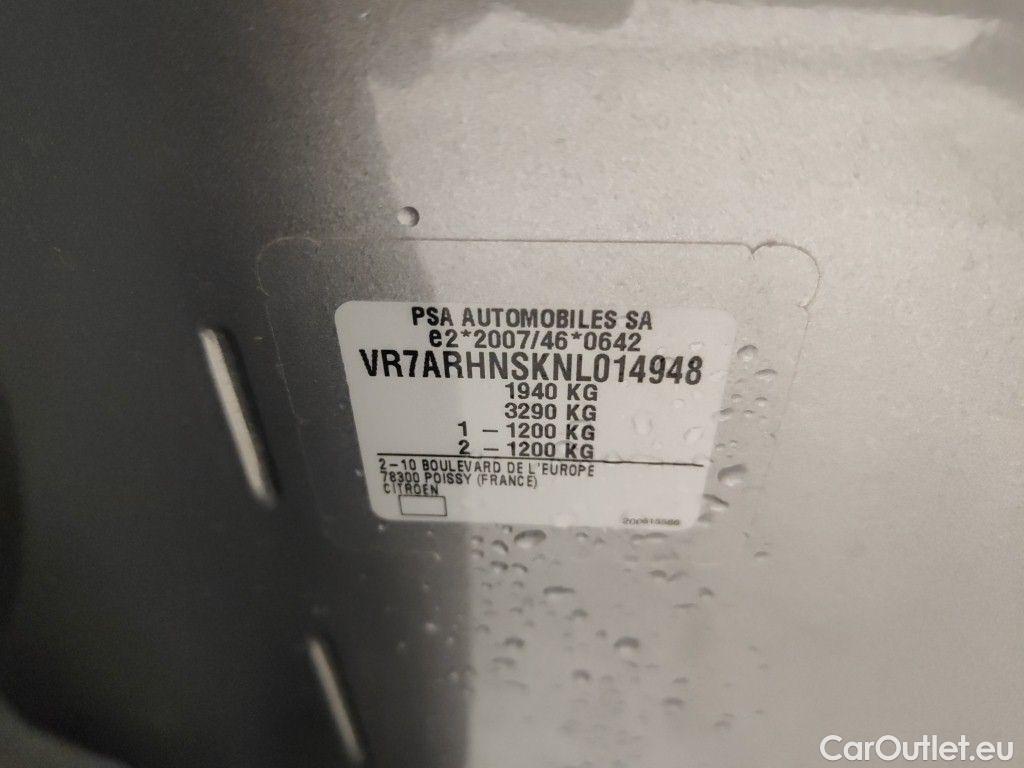 PSA AUTOMOBILES SA
e2*2007/46*0642
VR7ARHNSKNL014948
1940 KG
3290 KG
1 – 1200 KG
2 – 1200 KG
2–10 BOULEVARD DE L'EUROPE
78300 POISSY (FRANCE)
CITROEN
CarOutlet.eu